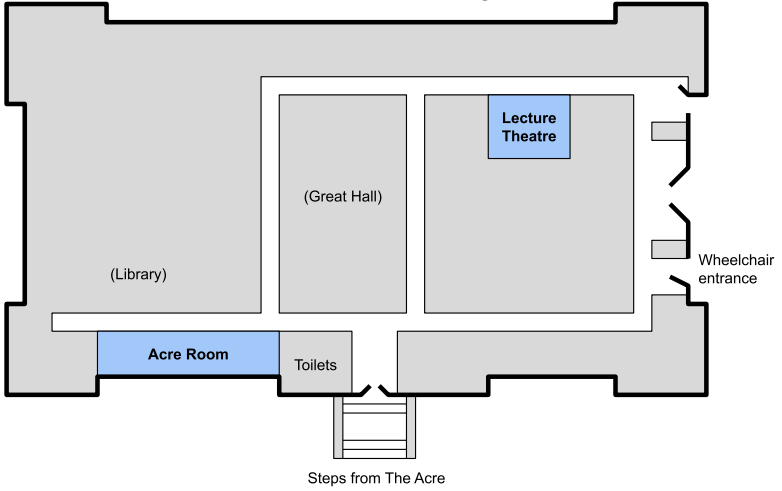 Lecture
Theatre
(Great Hall)
(Library)
Wheelchair
entrance
Acre Room
Toilets
Steps from The Acre